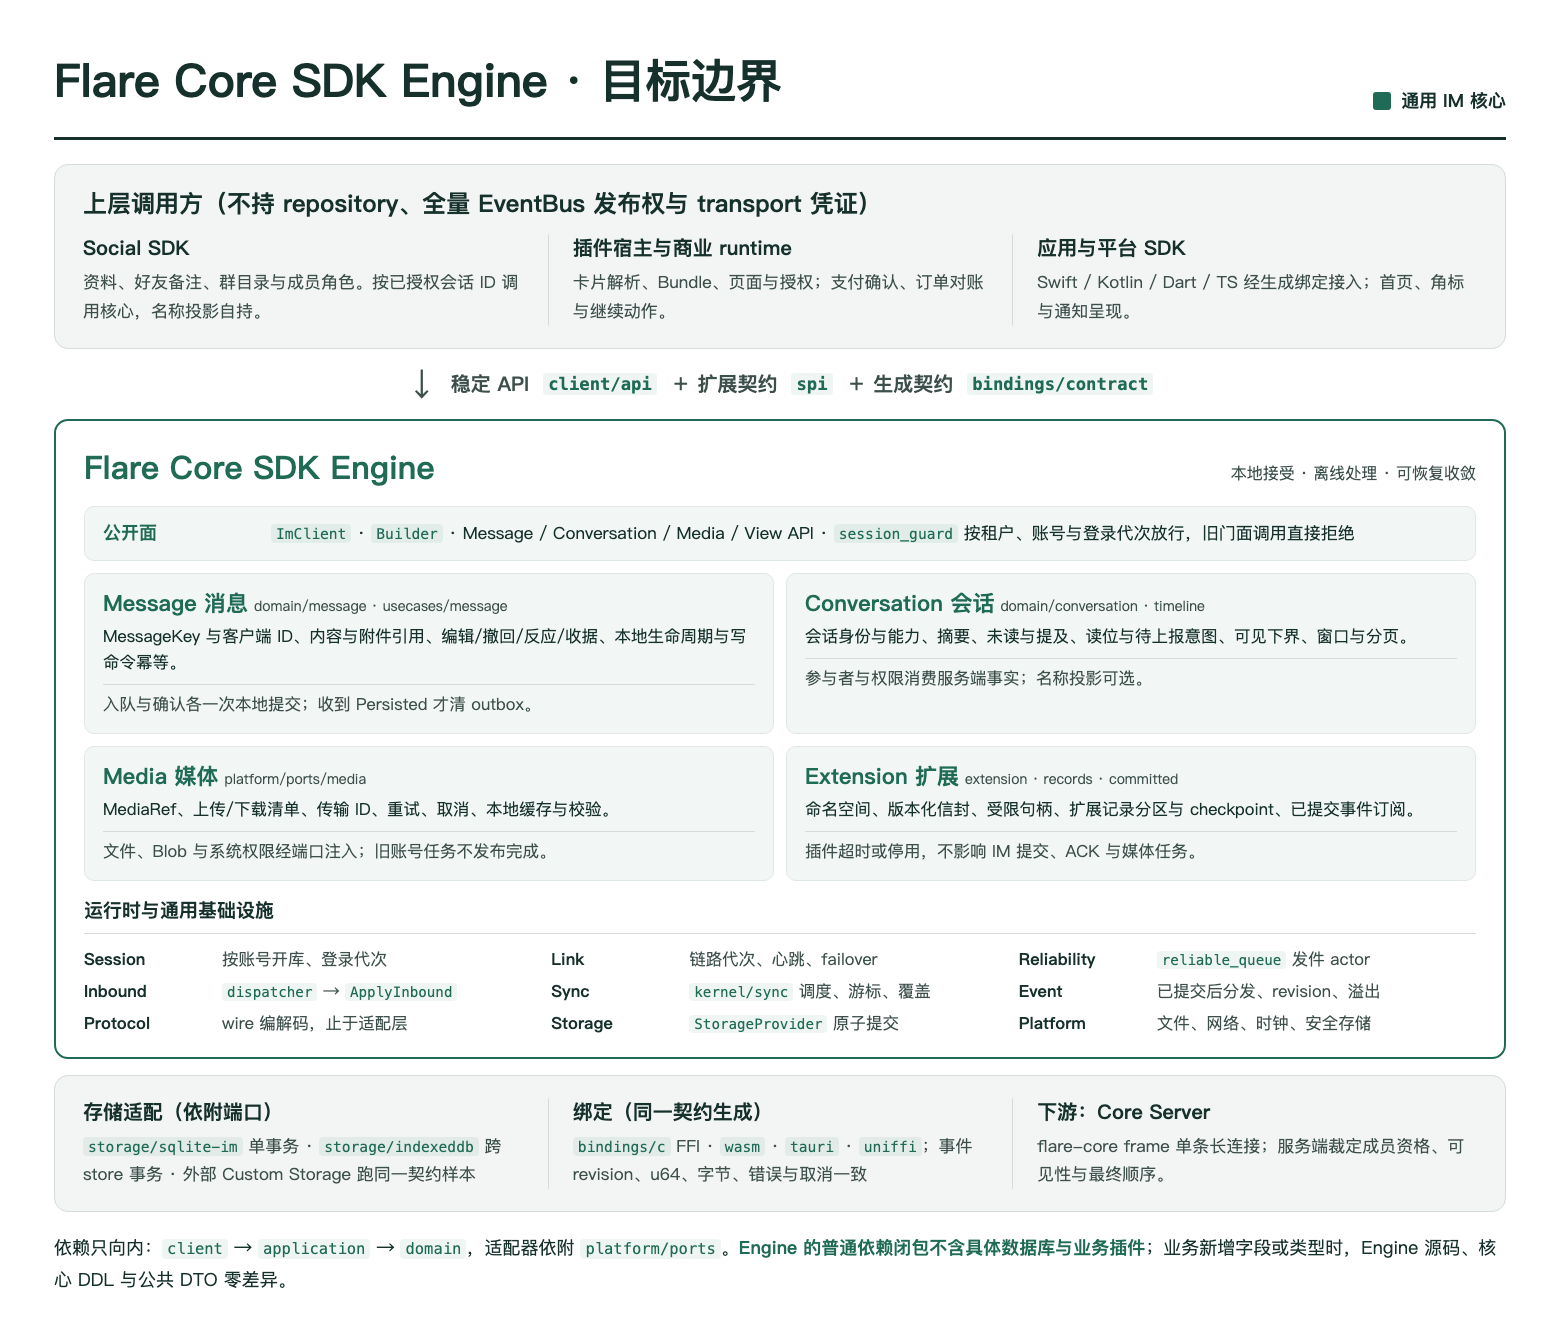 Flare Core SDK Engine · 目标边界
通用 IM 核心
上层调用方（不持 repository、全量 EventBus 发布权与 transport 凭证）
Social SDK
资料、好友备注、群目录与成员角色。按已授权会话 ID 调
用核心，名称投影自持。
插件宿主与商业 runtime
卡片解析、Bundle、页面与授权；支付确认、订单对账
与继续动作。
应用与平台 SDK
Swift / Kotlin / Dart / TS 经生成绑定接入；首页、角标
与通知呈现。
↓ 稳定 API client/api + 扩展契约 spi + 生成契约 bindings/contract
Flare Core SDK Engine
本地接受 · 离线处理 · 可恢复收敛
公开面 ImClient · Builder · Message / Conversation / Media / View API · session_guard 按租户、账号与登录代次放行，旧门面调用直接拒绝
Message 消息 domain/message · usecases/message
MessageKey 与客户端 ID、内容与附件引用、编辑/撤回/反应/收据、本地生命周期与写
命令幂等。
入队与确认各一次本地提交；收到 Persisted 才清 outbox。
Conversation 会话 domain/conversation · timeline
会话身份与能力、摘要、未读与提及、读位与待上报意图、可见下界、窗口与分页。
参与者与权限消费服务端事实；名称投影可选。
Media 媒体 platform/ports/media
MediaRef、上传/下载清单、传输 ID、重试、取消、本地缓存与校验。
文件、Blob 与系统权限经端口注入；旧账号任务不发布完成。
Extension 扩展 extension · records · committed
命名空间、版本化信封、受限句柄、扩展记录分区与 checkpoint、已提交事件订阅。
插件超时或停用，不影响 IM 提交、ACK 与媒体任务。
运行时与通用基础设施
Session 按账号开库、登录代次
Link 链路代次、心跳、failover
Reliability reliable_queue 发件 actor
Inbound dispatcher → ApplyInbound
Sync kernel/sync 调度、游标、覆盖
Event 已提交后分发、revision、溢出
Protocol wire 编解码，止于适配层
Storage StorageProvider 原子提交
Platform 文件、网络、时钟、安全存储
存储适配（依附端口）
storage/sqlite-im 单事务 · storage/indexeddb 跨
store 事务 · 外部 Custom Storage 跑同一契约样本
绑定（同一契约生成）
bindings/c FFI · wasm · tauri · uniffi；事件
revision、u64、字节、错误与取消一致
下游：Core Server
flare-core frame 单条长连接；服务端裁定成员资格、可
见性与最终顺序。
依赖只向内：client → application → domain，适配器依附 platform/ports。Engine 的普通依赖闭包不含具体数据库与业务插件；业务新增字段或类型时，Engine 源码、核
心 DDL 与公共 DTO 零差异。